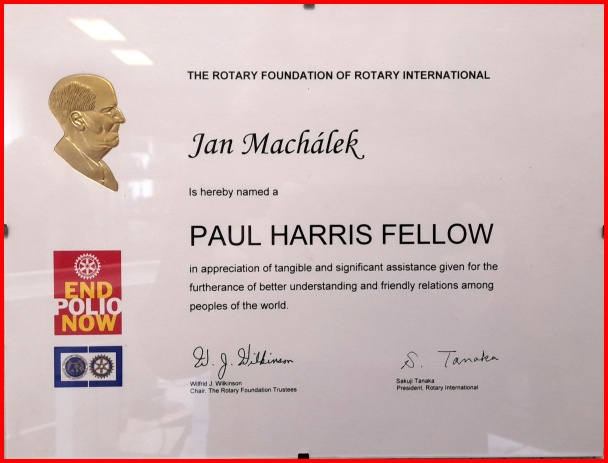 THE ROTARY FOUNDATION OF ROTARY INTERNATIONAL
Jan Machálek
Is hereby named a
PAUL HARRIS FELLOW
in appreciation of tangible and significant assistance given for the
furtherance of better understanding and friendly relations among
peoples of the world.
END
POLIO
NOW
W. J. Wilkinson
Wilfrid J. Wilkinson
Chair, The Rotary Foundation Trustees
S. Tanaka
Sakuji Tanaka
President, Rotary International